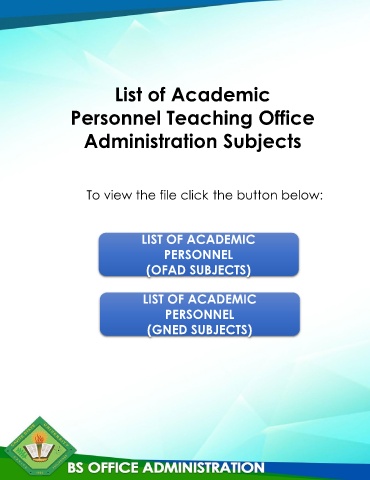 List of Academic
Personnel Teaching Office
Administration Subjects
To view the file click the button below:
LIST OF ACADEMIC
PERSONNEL
(OFAD SUBJECTS)
LIST OF ACADEMIC
PERSONNEL
(GNED SUBJECTS)
BS OFFICE ADMINISTRATION